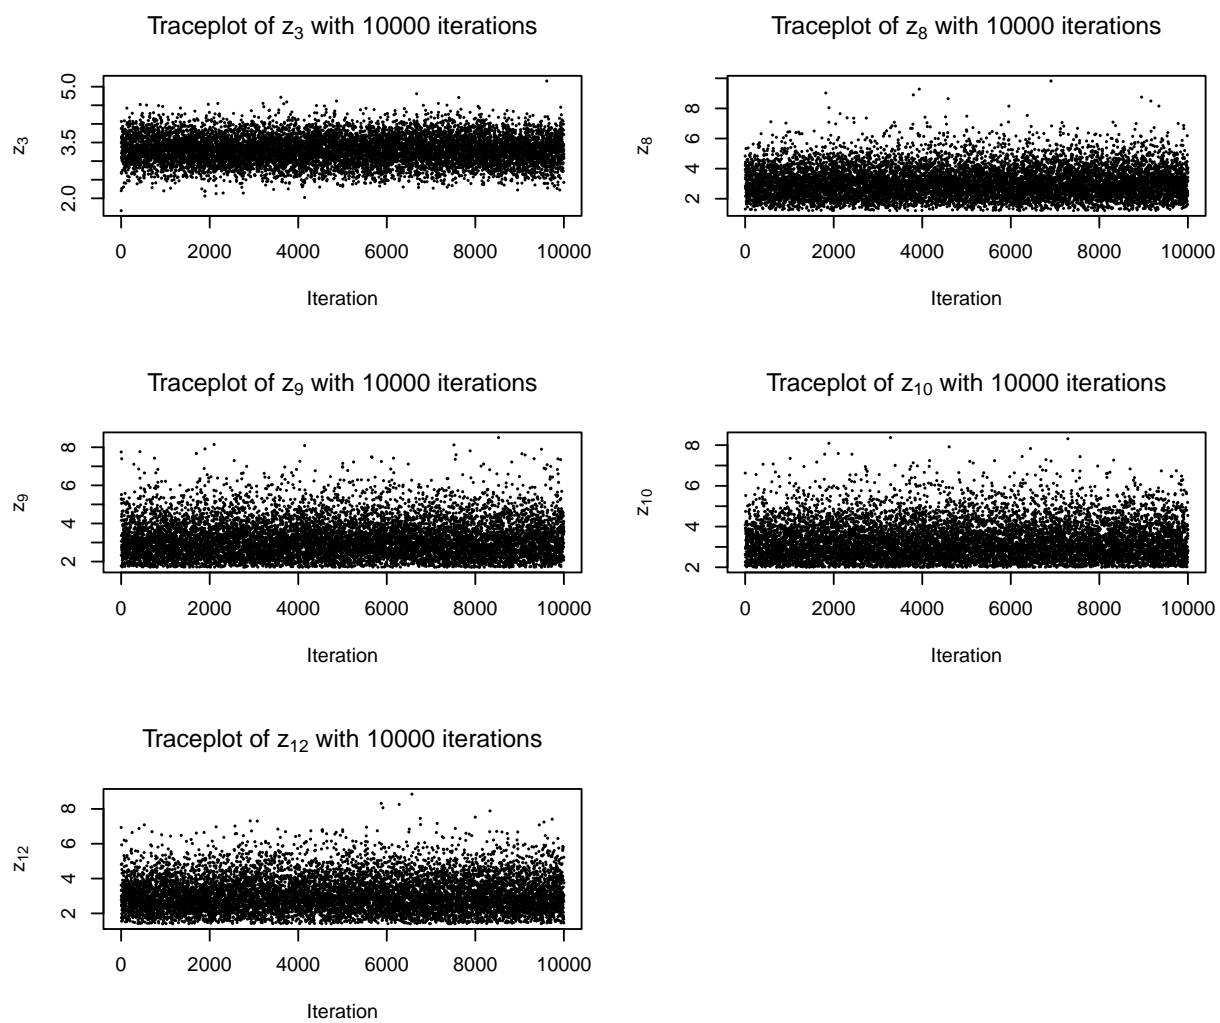 Traceplot of z3 with 10000 iterations
z3
5.0
3.5
2.0
0 2000 4000 6000 8000 10000
Iteration
Traceplot of z8 with 10000 iterations
z8
8
6
4
2
0 2000 4000 6000 8000 10000
Iteration
Traceplot of z9 with 10000 iterations
z9
8
6
4
2
0 2000 4000 6000 8000 10000
Iteration
Traceplot of z10 with 10000 iterations
z10
8
6
4
2
0 2000 4000 6000 8000 10000
Iteration
Traceplot of z12 with 10000 iterations
z12
8
6
4
2
0 2000 4000 6000 8000 10000
Iteration